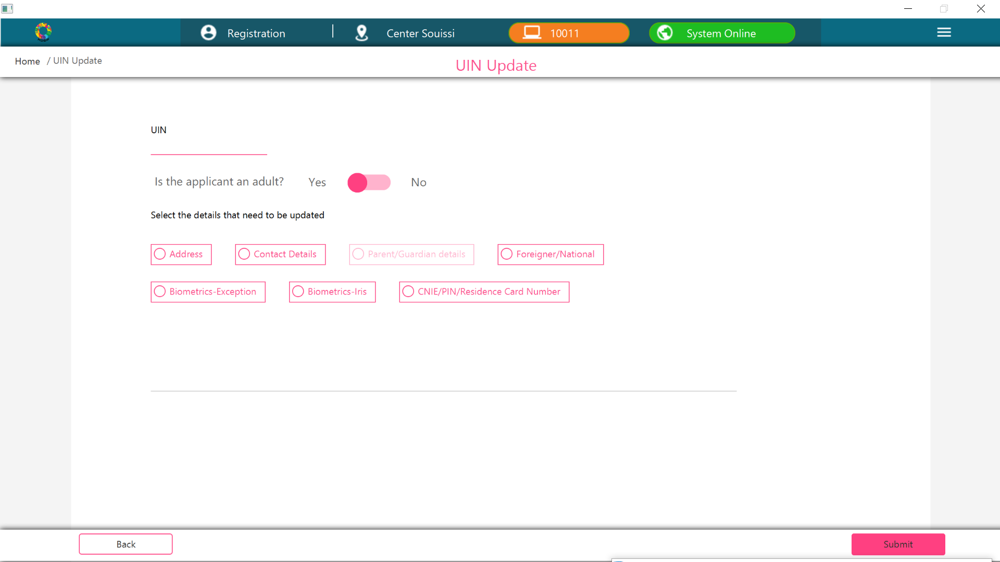 Registration
Center Souissi
10011
System Online
Home / UIN Update
UIN Update
UIN
Is the applicant an adult? Yes No
Select the details that need to be updated
Address Contact Details Parent/Guardian details Foreigner/National
Biometrics-Exception Biometrics-Iris CNIE/PIN/Residence Card Number
Back Submit